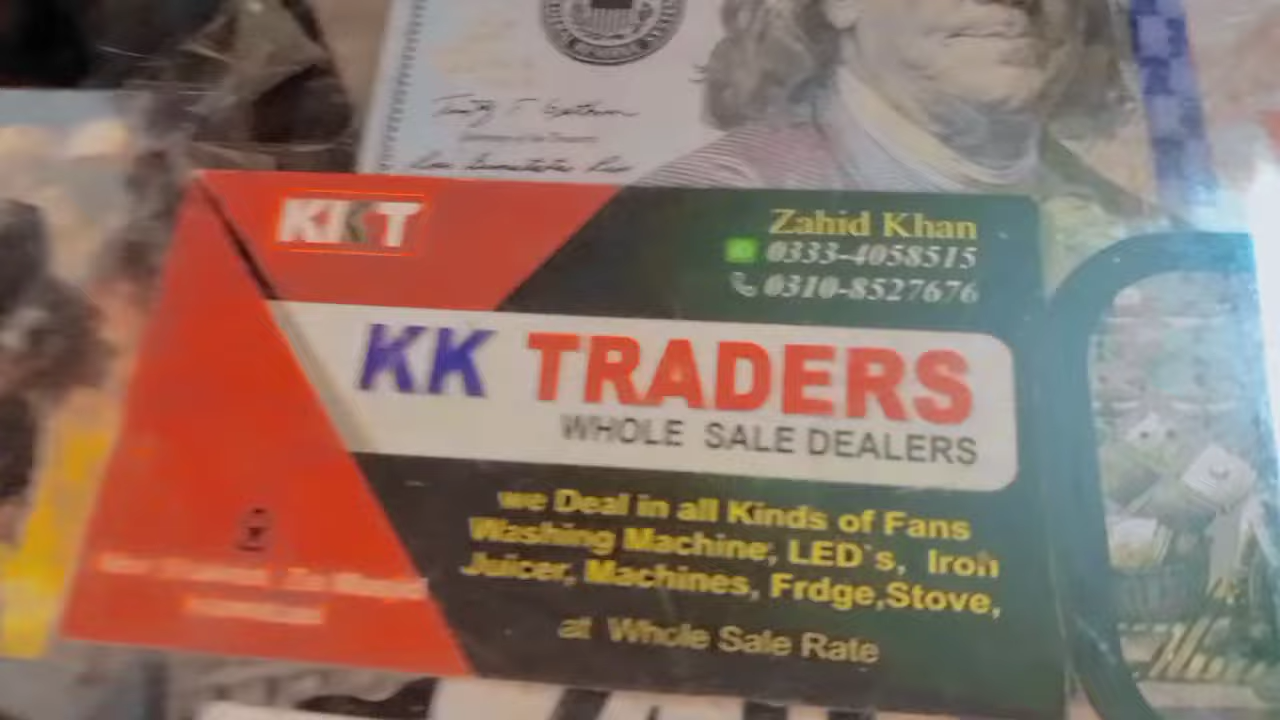 KKT
Zahid Khan
0333-4058515
0310-8527676
KK TRADERS
WHOLE SALE DEALERS
we Deal in all Kinds of Fans
Washing Machine, LED`s, Iron
Juicer, Machines, Frdge,Stove,
at Whole Sale Rate